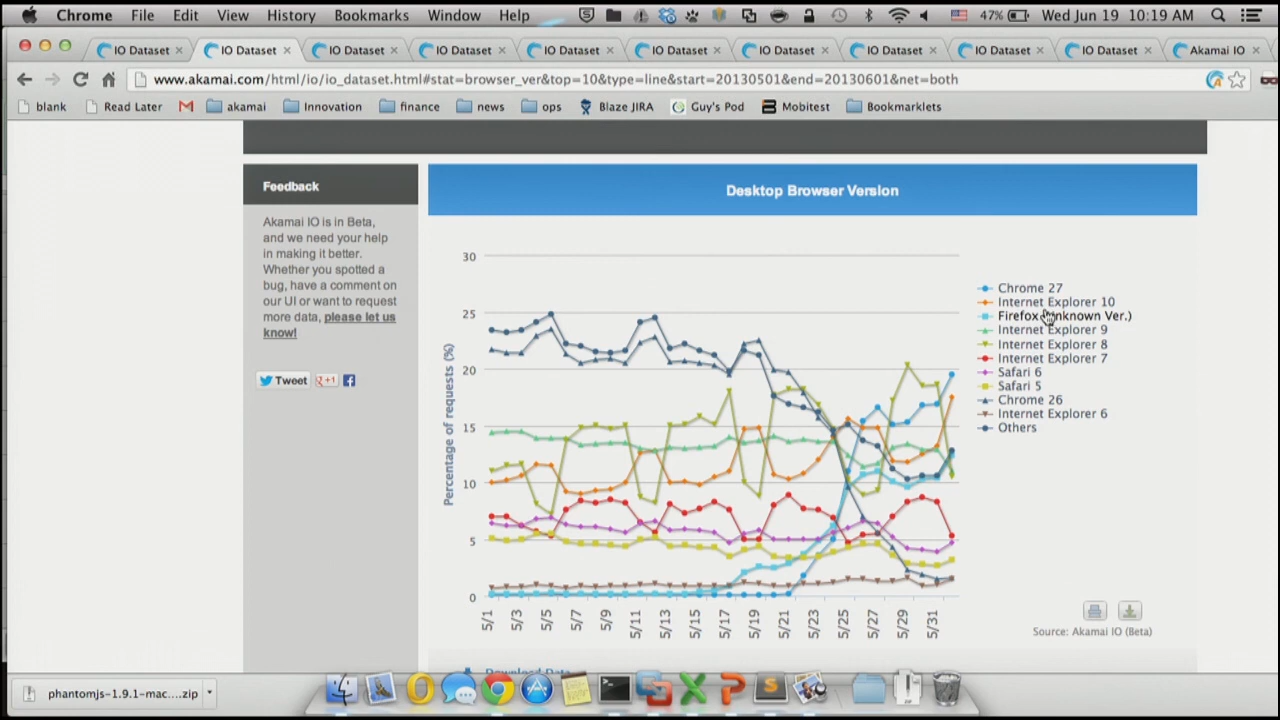 Chrome File Edit View History Bookmarks Window Help 47% Wed Jun 19 10:19 AM
IO Dataset IO Dataset IO Dataset IO Dataset IO Dataset IO Dataset IO Dataset IO Dataset IO Dataset IO Dataset Akamai IO
www.akamai.com/html/io/io_dataset.html#stat=browser_ver&top=10&type=line&start=20130501&end=20130601&net=both
blank Read Later akamai Innovation finance news ops Blaze JIRA Guy's Pod Mobitest Bookmarklets
Feedback
Akamai IO is in Beta,
and we need your help
in making it better.
Whether you spotted a
bug, have a comment on
our UI or want to request
more data, please let us
know!
Tweet +1
Desktop Browser Version
Percentage of requests (%)
30
25
20
15
10
5
0
5/1 5/3 5/5 5/7 5/9 5/11 5/13 5/15 5/17 5/19 5/21 5/23 5/25 5/27 5/29 5/31
Chrome 27
Internet Explorer 10
Firefox (Unknown Ver.)
Internet Explorer 9
Internet Explorer 8
Internet Explorer 7
Safari 6
Safari 5
Chrome 26
Internet Explorer 6
Others
Source: Akamai IO (Beta)
Download Data
phantomjs-1.9.1-mac....zip